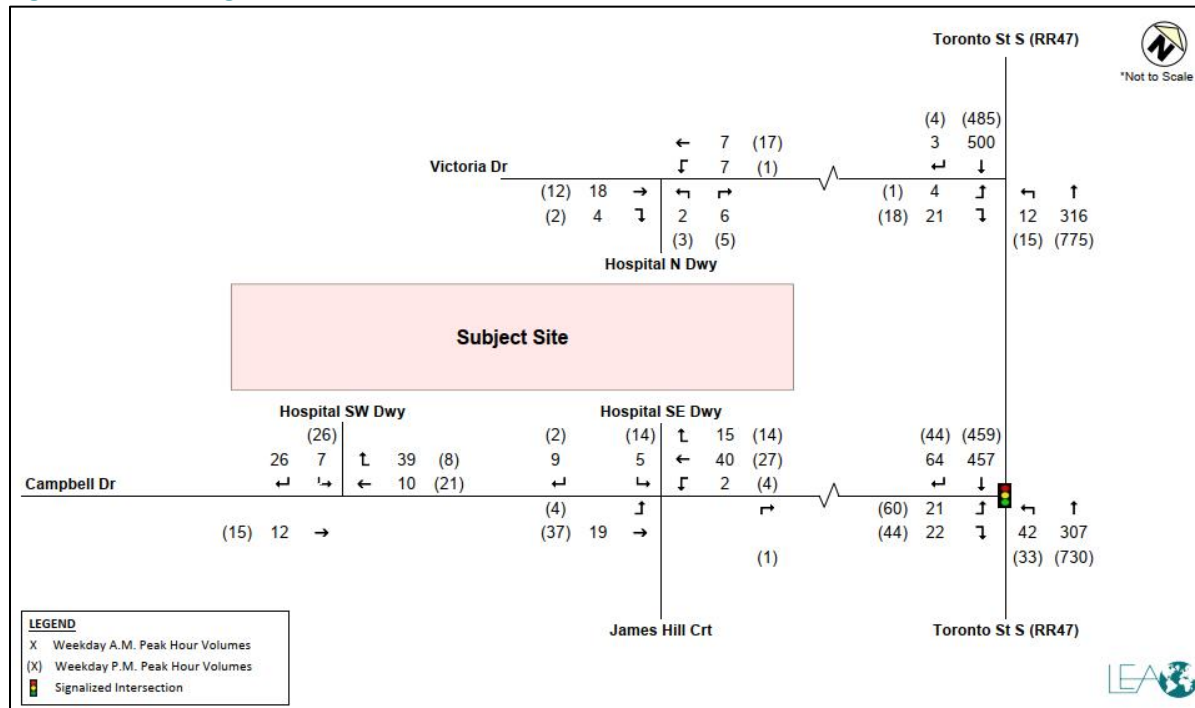 Toronto St S (RR47)
N
*Not to Scale
(4) (485)
7 (17) 3 500
Victoria Dr 7 (1)
(12) 18 (1) 4
(2) 4 2 6 (18) 21 12 316
(3) (5) (15) (775)
Hospital N Dwy
Subject Site
Hospital SW Dwy Hospital SE Dwy
(26) (2) (14) 15 (14) (44) (459)
26 7 39 (8) 9 5 40 (27) 64 457
Campbell Dr 10 (21) 2 (4)
(4) (60) 21
(15) 12 (37) 19 (44) 22 42 307
(1) (33) (730)
LEGEND
X Weekday A.M. Peak Hour Volumes
(X) Weekday P.M. Peak Hour Volumes
Signalized Intersection
James Hill Crt Toronto St S (RR47)
LEA